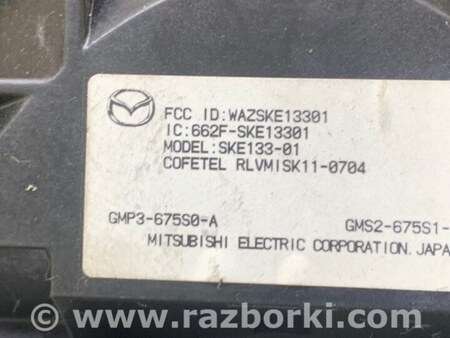 FCC ID:WAZSKE13301
IC:662F-SKE13301
MODEL:SKE133-01
COFETEL RLVMISK11-0704
GMP3-675S0-A GMS2-675S1-
MITSUBISHI ELECTRIC CORPORATION.JAPA
www.razborki.com